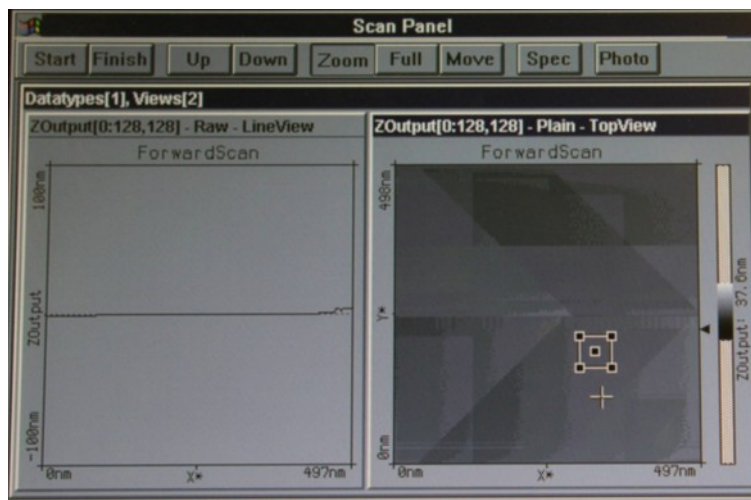 Scan Panel
Start Finish Up Down Zoom Full Move Spec Photo
Datatypes[1], Views[2]
ZOutput[0:128,128] - Raw - LineView
ForwardScan
100nm
ZOutput
-100nm
0nm X* 497nm
ZOutput[0:128,128] - Plain - TopView
ForwardScan
498nm
Y*
0nm
0nm X* 497nm
ZOutput: 37.6nm